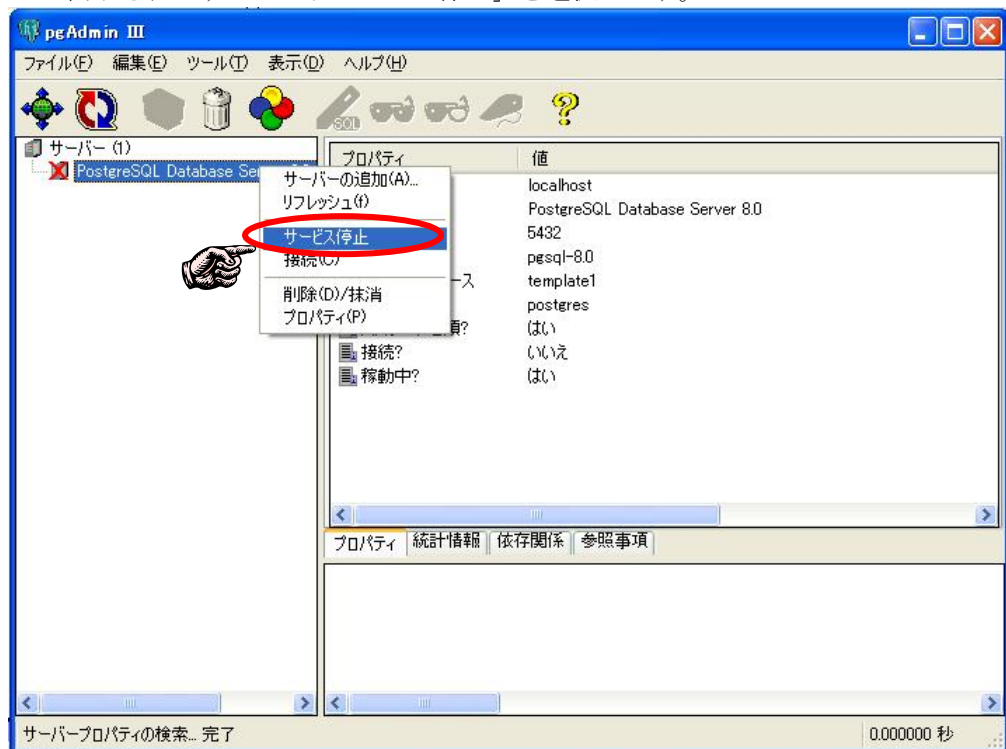 pgAdmin III
ファイル(F) 編集(E) ツール(T) 表示(D) ヘルプ(H)
SQL
サーバー (1)
PostgreSQL Database Se
サーバーの追加(A)...
リフレッシュ(f)
サービス停止
接続(C)
削除(D)/抹消
プロパティ(P)
プロパティ 値
localhost
PostgreSQL Database Server 8.0
5432
pgsql-8.0
ース template1
postgres
? はい
接続? いいえ
稼動中? はい
プロパティ 統計情報 依存関係 参照事項
サーバープロパティの検索... 完了 0.000000 秒